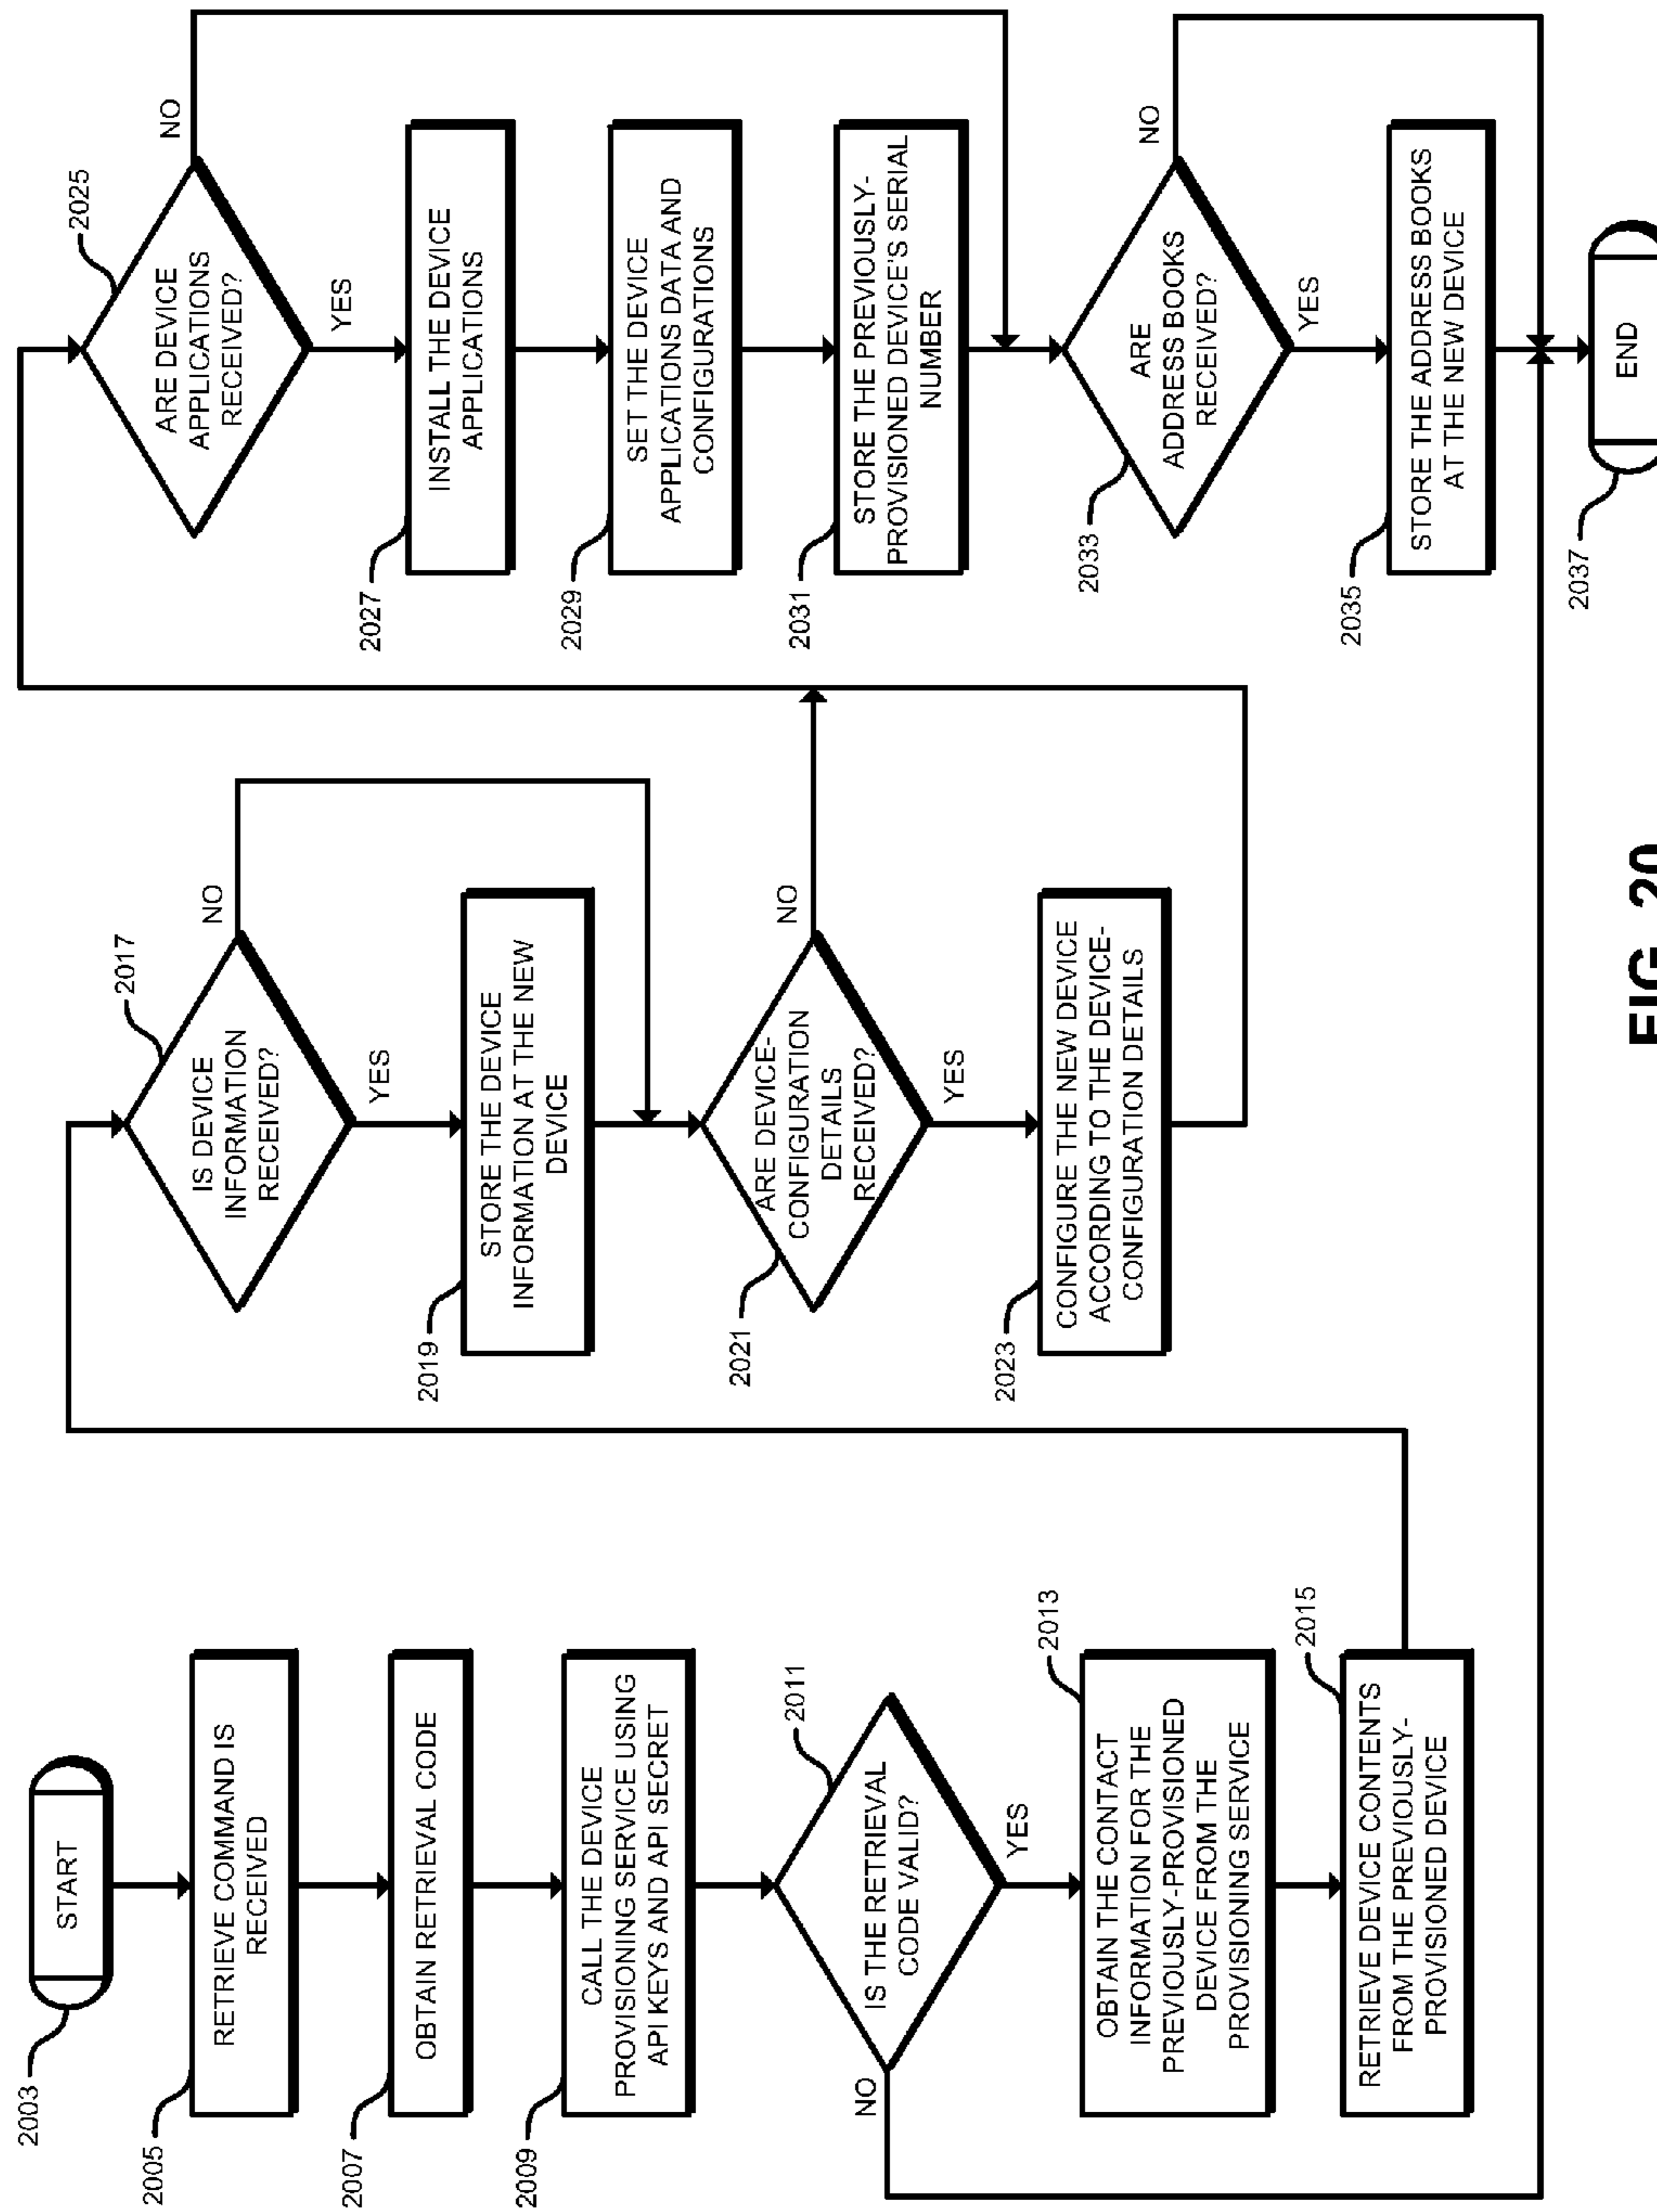 2003
START
2005
RETRIEVE COMMAND IS
RECEIVED
2007
OBTAIN RETRIEVAL CODE
2009
CALL THE DEVICE
PROVISIONING SERVICE USING
API KEYS AND API SECRET
2011
IS THE RETRIEVAL
CODE VALID?
NO
YES
2013
OBTAIN THE CONTACT
INFORMATION FOR THE
PREVIOUSLY-PROVISIONED
DEVICE FROM THE
PROVISIONING SERVICE
2015
RETRIEVE DEVICE CONTENTS
FROM THE PREVIOUSLY-
PROVISIONED DEVICE
2017
IS DEVICE
INFORMATION
RECEIVED?
NO
YES
2019
STORE THE DEVICE
INFORMATION AT THE NEW
DEVICE
2021
ARE DEVICE-
CONFIGURATION
DETAILS
RECEIVED?
NO
YES
2023
CONFIGURE THE NEW DEVICE
ACCORDING TO THE DEVICE-
CONFIGURATION DETAILS
2025
ARE DEVICE
APPLICATIONS
RECEIVED?
NO
YES
2027
INSTALL THE DEVICE
APPLICATIONS
2029
SET THE DEVICE
APPLICATIONS DATA AND
CONFIGURATIONS
2031
STORE THE PREVIOUSLY-
PROVISIONED DEVICE'S SERIAL
NUMBER
2033
ARE
ADDRESS BOOKS
RECEIVED?
NO
YES
2035
STORE THE ADDRESS BOOKS
AT THE NEW DEVICE
2037
END
FIG. 20